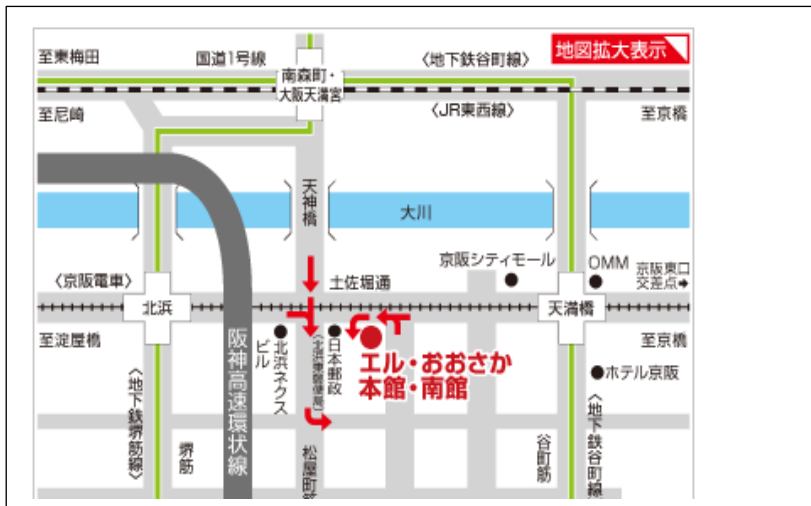 至東梅田
国道1号線
〈地下鉄谷町線〉
地図拡大表示
南森町・
大阪天満宮
至尼崎
〈JR東西線〉
至京橋
天神橋
大川
京阪シティモール
OMM
京阪東口
交差点➡
〈京阪電車〉
土佐堀通
北浜
天満橋
至淀屋橋
阪神高速環状線
北浜ネクス
ビル
日本郵政
(北浜東郵便局)
エル・おおさか
本館・南館
至京橋
ホテル京阪
〈地下鉄堺筋線〉
堺筋
松屋町筋
谷町筋
〈地下鉄谷町線